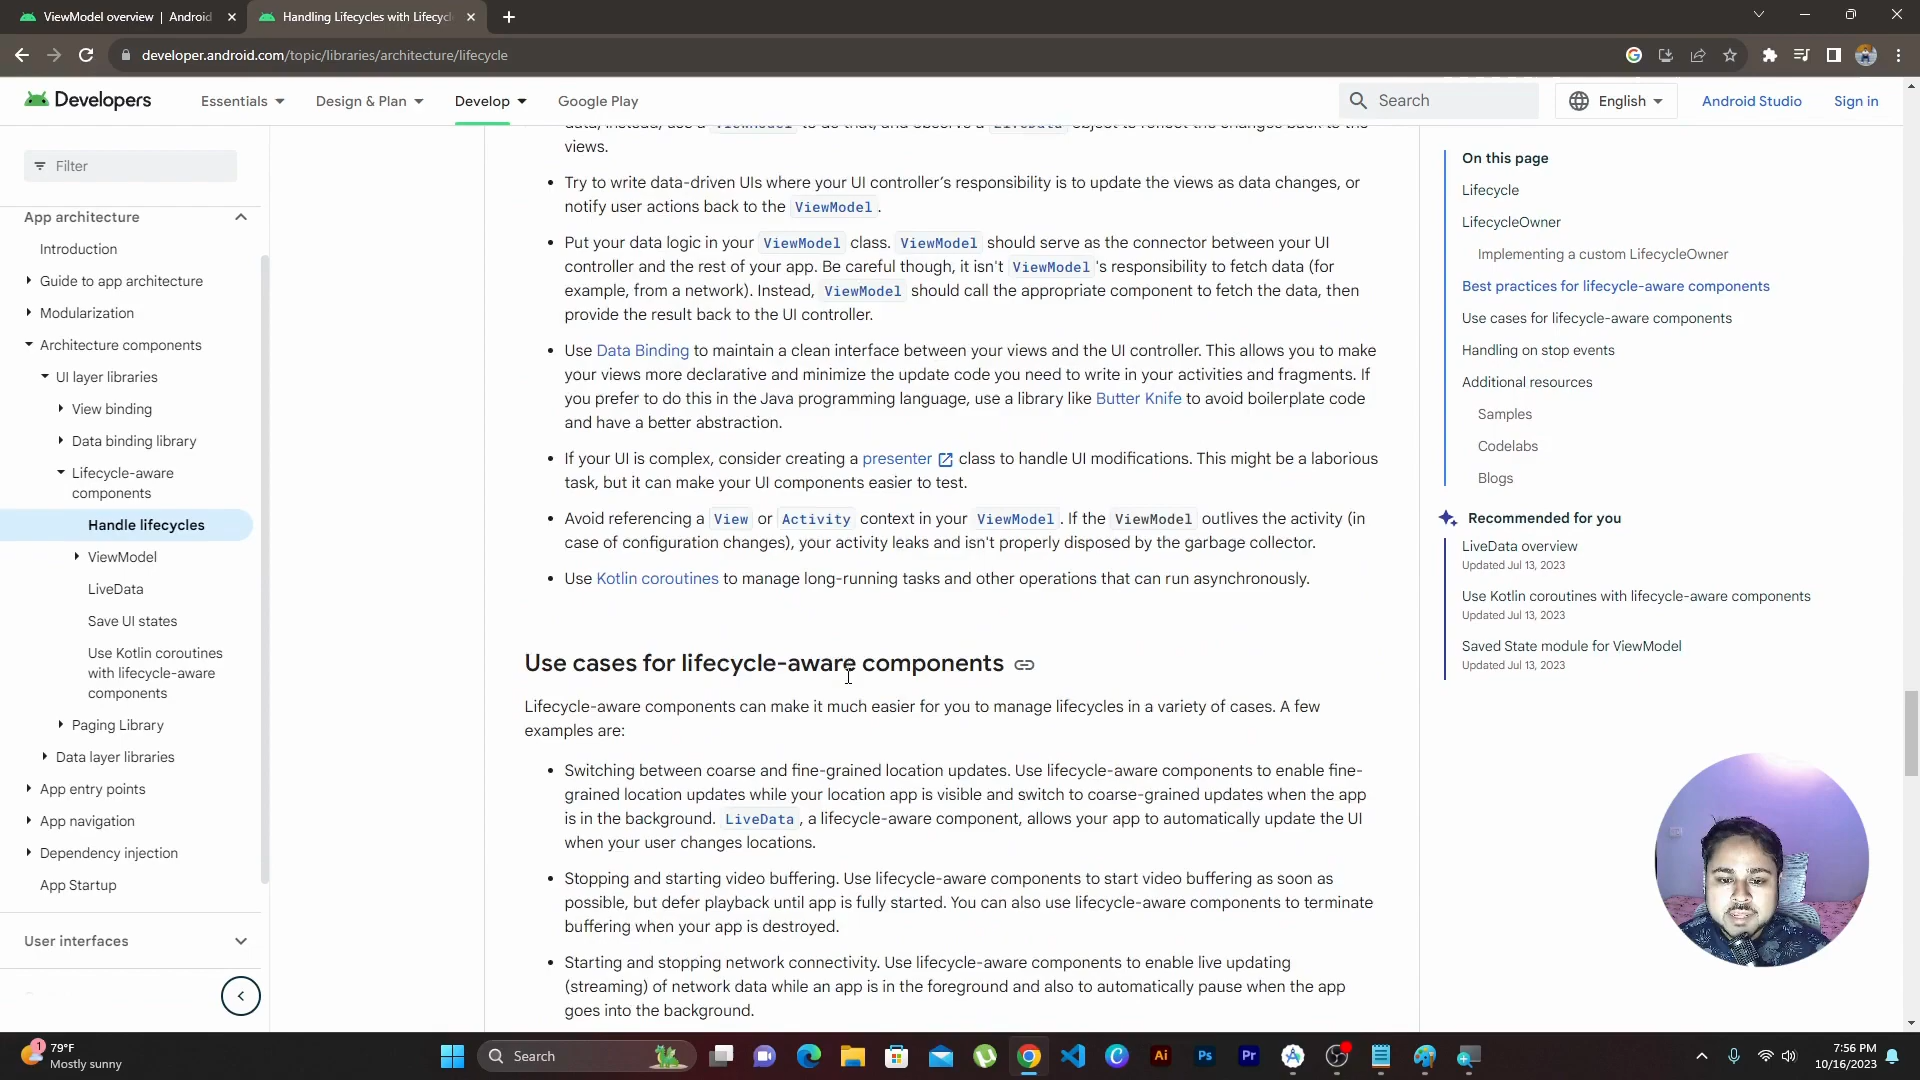 ViewModel overview | Android
Handling Lifecycles with Lifecycl
developer.android.com/topic/libraries/architecture/lifecycle
Developers
Essentials
Design & Plan
Develop
Google Play
Search
English
Android Studio
Sign in
Filter
App architecture
Introduction
Guide to app architecture
Modularization
Architecture components
UI layer libraries
View binding
Data binding library
Lifecycle-aware
components
Handle lifecycles
ViewModel
LiveData
Save UI states
Use Kotlin coroutines
with lifecycle-aware
components
Paging Library
Data layer libraries
App entry points
App navigation
Dependency injection
App Startup
User interfaces
data, instead, use a ViewModel to do that, and observe a LiveData object to reflect the changes back to the
views.
• Try to write data-driven UIs where your UI controller’s responsibility is to update the views as data changes, or
notify user actions back to the ViewModel.
• Put your data logic in your ViewModel class. ViewModel should serve as the connector between your UI
controller and the rest of your app. Be careful though, it isn't ViewModel's responsibility to fetch data (for
example, from a network). Instead, ViewModel should call the appropriate component to fetch the data, then
provide the result back to the UI controller.
• Use Data Binding to maintain a clean interface between your views and the UI controller. This allows you to make
your views more declarative and minimize the update code you need to write in your activities and fragments. If
you prefer to do this in the Java programming language, use a library like Butter Knife to avoid boilerplate code
and have a better abstraction.
• If your UI is complex, consider creating a presenter class to handle UI modifications. This might be a laborious
task, but it can make your UI components easier to test.
• Avoid referencing a View or Activity context in your ViewModel. If the ViewModel outlives the activity (in
case of configuration changes), your activity leaks and isn't properly disposed by the garbage collector.
• Use Kotlin coroutines to manage long-running tasks and other operations that can run asynchronously.
Use cases for lifecycle-aware components
Lifecycle-aware components can make it much easier for you to manage lifecycles in a variety of cases. A few
examples are:
• Switching between coarse and fine-grained location updates. Use lifecycle-aware components to enable fine-
grained location updates while your location app is visible and switch to coarse-grained updates when the app
is in the background. LiveData, a lifecycle-aware component, allows your app to automatically update the UI
when your user changes locations.
• Stopping and starting video buffering. Use lifecycle-aware components to start video buffering as soon as
possible, but defer playback until app is fully started. You can also use lifecycle-aware components to terminate
buffering when your app is destroyed.
• Starting and stopping network connectivity. Use lifecycle-aware components to enable live updating
(streaming) of network data while an app is in the foreground and also to automatically pause when the app
goes into the background.
On this page
Lifecycle
LifecycleOwner
Implementing a custom LifecycleOwner
Best practices for lifecycle-aware components
Use cases for lifecycle-aware components
Handling on stop events
Additional resources
Samples
Codelabs
Blogs
Recommended for you
LiveData overview
Updated Jul 13, 2023
Use Kotlin coroutines with lifecycle-aware components
Updated Jul 13, 2023
Saved State module for ViewModel
Updated Jul 13, 2023
1
79°F
Mostly sunny
Search
Ai
Ps
Pr
7:56 PM
10/16/2023